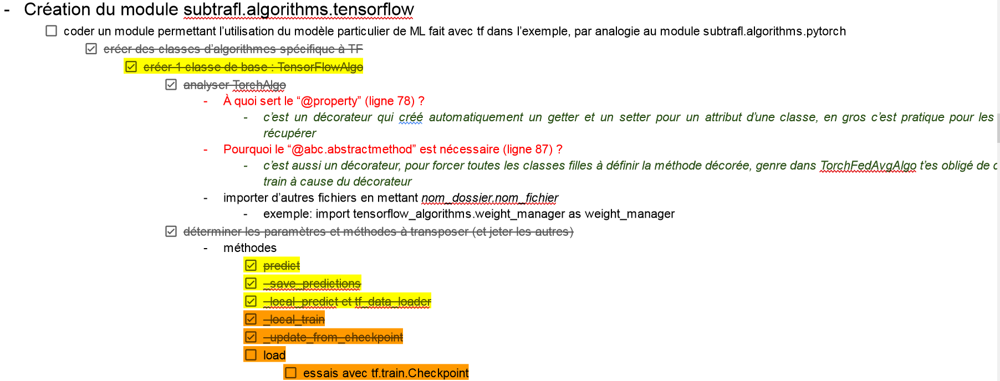 - Création du module subtrafl.algorithms.tensorflow
coder un module permettant l’utilisation du modèle particulier de ML fait avec tf dans l’exemple, par analogie au module subtrafl.algorithms.pytorch
créer des classes d’algorithmes spécifique à TF
créer 1 classe de base : TensorFlowAlgo
analyser TorchAlgo
- À quoi sert le “@property” (ligne 78) ?
- c’est un décorateur qui créé automatiquement un getter et un setter pour un attribut d’une classe, en gros c’est pratique pour les
récupérer
- Pourquoi le “@abc.abstractmethod” est nécessaire (ligne 87) ?
- c’est aussi un décorateur, pour forcer toutes les classes filles à définir la méthode décorée, genre dans TorchFedAvgAlgo t’es obligé de
train à cause du décorateur
- importer d’autres fichiers en mettant nom_dossier.nom_fichier
- exemple: import tensorflow_algorithms.weight_manager as weight_manager
déterminer les paramètres et méthodes à transposer (et jeter les autres)
- méthodes
predict
_save_predictions
_local_predict et tf_data_loader
_local_train
_update_from_checkpoint
load
essais avec tf.train.Checkpoint